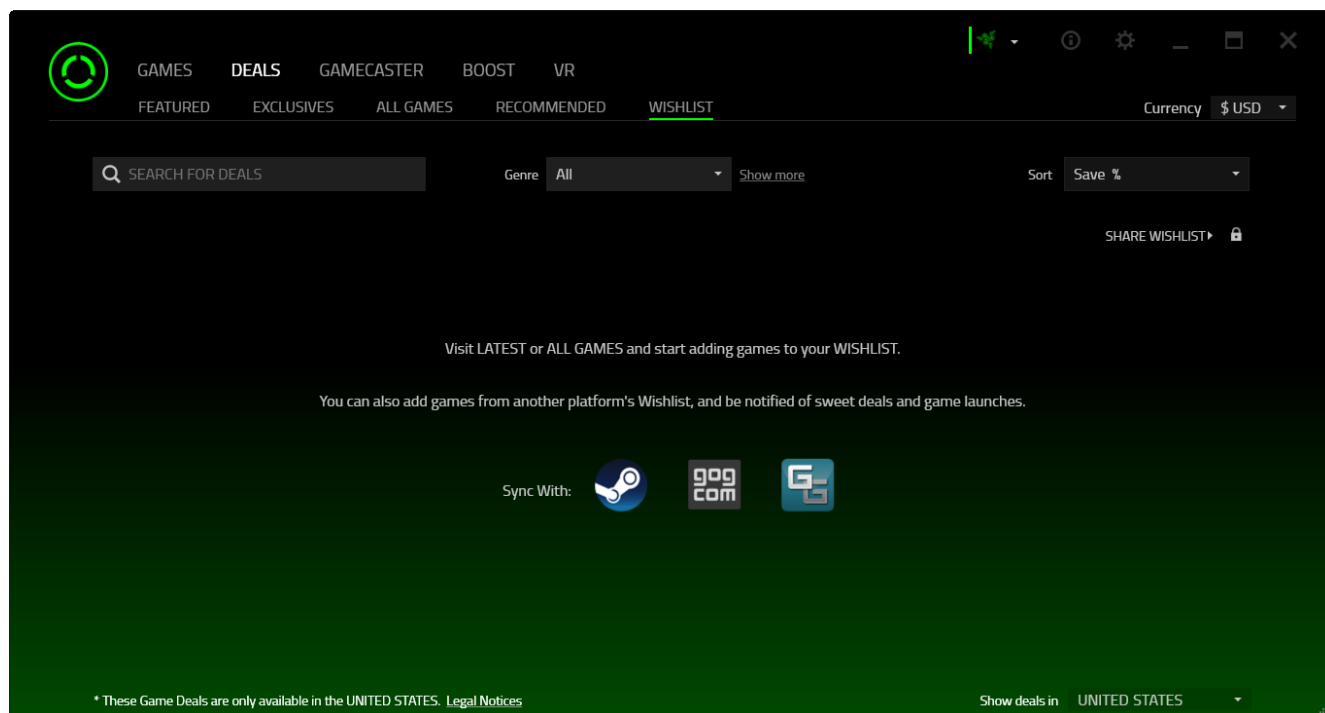 GAMES DEALS GAMECASTER BOOST VR
FEATURED EXCLUSIVES ALL GAMES RECOMMENDED WISHLIST Currency $ USD
SEARCH FOR DEALS Genre All Show more Sort Save %
SHARE WISHLIST
Visit LATEST or ALL GAMES and start adding games to your WISHLIST.
You can also add games from another platform's Wishlist, and be notified of sweet deals and game launches.
Sync With: gog com GG
* These Game Deals are only available in the UNITED STATES. Legal Notices Show deals in UNITED STATES